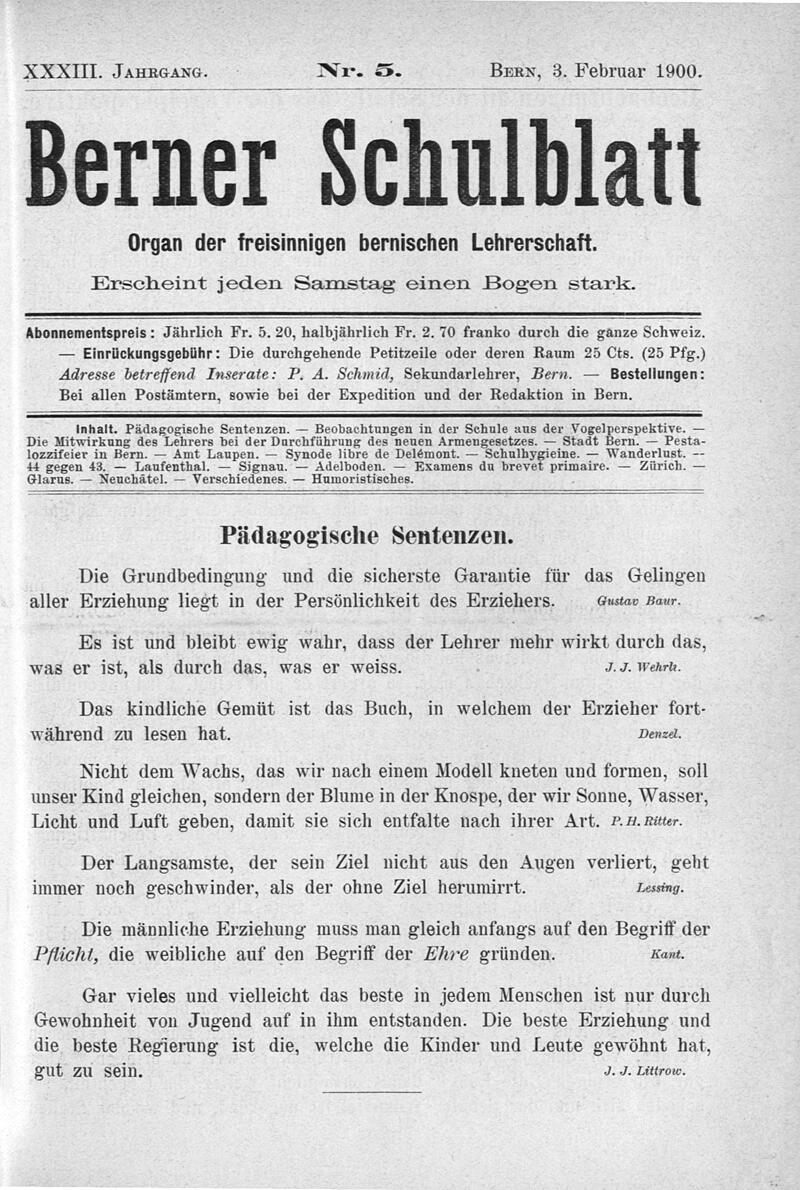 XXXIII. Jahrgang. Nr. 5. Bern, 3. Februar 1900.
Berner Schulblatt
Organ der freisinnigen bernischen Lehrerschaft.
Erscheint jeden Samstag einen Bogen stark.
Abonnementspreis: Jährlich Fr. 5. 20, halbjährlich Fr. 2. 70 franko durch die ganze Schweiz.
— Einrückungsgebühr: Die durchgehende Petitzeile oder deren Raum 25 Cts. (25 Pfg.)
Adresse betreffend Inserate: P. A. Schmid, Sekundarlehrer, Bern. — Bestellungen:
Bei allen Postämtern, sowie bei der Expedition und der Redaktion in Bern.
Inhalt. Pädagogische Sentenzen. — Beobachtungen in der Schule aus der Vogelperspektive. —
Die Mitwirkung des Lehrers bei der Durchführung des neuen Armengesetzes. — Stadt Bern. — Pesta-
lozzifeier in Bern. — Amt Laupen. — Synode libre de Delémont. — Schulhygieine. — Wanderlust. —
44 gegen 43. — Laufenthal. — Signau. — Adelboden. — Examens du brevet primaire. — Zürich. —
Glarus. — Neuchâtel. — Verschiedenes. — Humoristisches.
Pädagogische Sentenzen.
Die Grundbedingung und die sicherste Garantie für das Gelingen
aller Erziehung liegt in der Persönlichkeit des Erziehers. Gustav Baur.
Es ist und bleibt ewig wahr, dass der Lehrer mehr wirkt durch das,
was er ist, als durch das, was er weiss. J. J. Wehrli.
Das kindliche Gemüt ist das Buch, in welchem der Erzieher fort-
während zu lesen hat. Denzel.
Nicht dem Wachs, das wir nach einem Modell kneten und formen, soll
unser Kind gleichen, sondern der Blume in der Knospe, der wir Sonne, Wasser,
Licht und Luft geben, damit sie sich entfalte nach ihrer Art. P. H. Ritter.
Der Langsamste, der sein Ziel nicht aus den Augen verliert, geht
immer noch geschwinder, als der ohne Ziel herumirrt. Lessing.
Die männliche Erziehung muss man gleich anfangs auf den Begriff der
Pflicht, die weibliche auf den Begriff der Ehre gründen. Kant.
Gar vieles und vielleicht das beste in jedem Menschen ist nur durch
Gewohnheit von Jugend auf in ihm entstanden. Die beste Erziehung und
die beste Regierung ist die, welche die Kinder und Leute gewöhnt hat,
gut zu sein. J. J. Littrow.